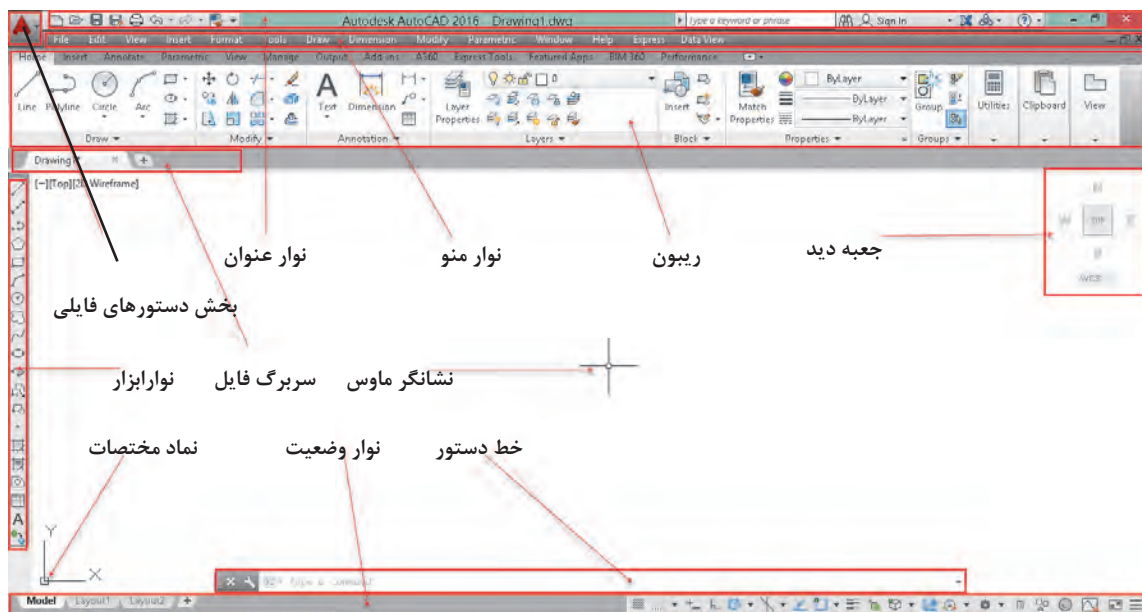 Autodesk AutoCAD 2016 Drawing1.dwg
Type a keyword or phrase
Sign In
File Edit View Insert Format Tools Draw Dimension Modify Parametric Window Help Express Data View
Home Insert Annotate Parametric View Manage Output Add-ins A360 Express Tools Featured Apps BIM 360 Performance
0
ByLayer
ByLayer
ByLayer
Line Polyline Circle Arc
Text Dimension
Layer Properties
Insert
Match Properties
Group
Utilities
Clipboard
View
Draw Modify Annotation Layers Block Properties Groups
Drawing1*
[−][Top][2D Wireframe]
TOP
WCS
نوار عنوان
نوار منو
ریبون
جعبه دید
بخش دستورهای فایلی
نوارابزار
سربرگ فایل
نشانگر ماوس
نماد مختصات
نوار وضعیت
خط دستور
A
Y
X
Type a command
Model Layout1 Layout2 +